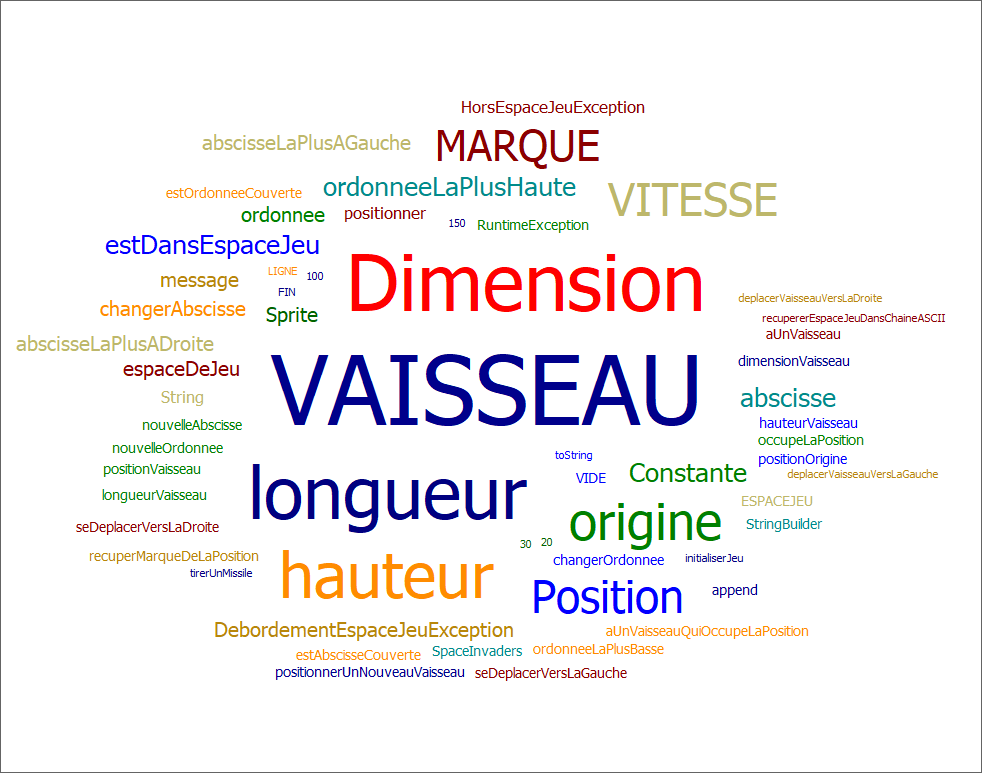 HorsEspaceJeuException
abscisseLaPlusAGauche
MARQUE
estOrdonneeCouverte
ordonneeLaPlusHaute
VITESSE
ordonnee
positionner
150
RuntimeException
estDansEspaceJeu
message
LIGNE
100
FIN
Dimension
changerAbscisse
Sprite
deplacerVaisseauVersLaDroite
recupererEspaceJeuDansChaineASCII
aUnVaisseau
abscisseLaPlusADroite
espaceDeJeu
dimensionVaisseau
VAISSEAU
String
abscisse
nouvelleAbscisse
hauteurVaisseau
nouvelleOrdonnee
occupeLaPosition
positionVaisseau
toString
positionOrigine
longueurVaisseau
longueur
VIDE
Constante
deplacerVaisseauVersLaGauche
ESPACEJEU
seDeplacerVersLaDroite
origine
StringBuilder
30
20
recuperMarqueDeLaPosition
changerOrdonnee
initialiserJeu
tirerUnMissile
hauteur
Position
append
DebordementEspaceJeuException
aUnVaisseauQuiOccupeLaPosition
estAbscisseCouverte
SpaceInvaders
ordonneeLaPlusBasse
positionnerUnNouveauVaisseau
seDeplacerVersLaGauche